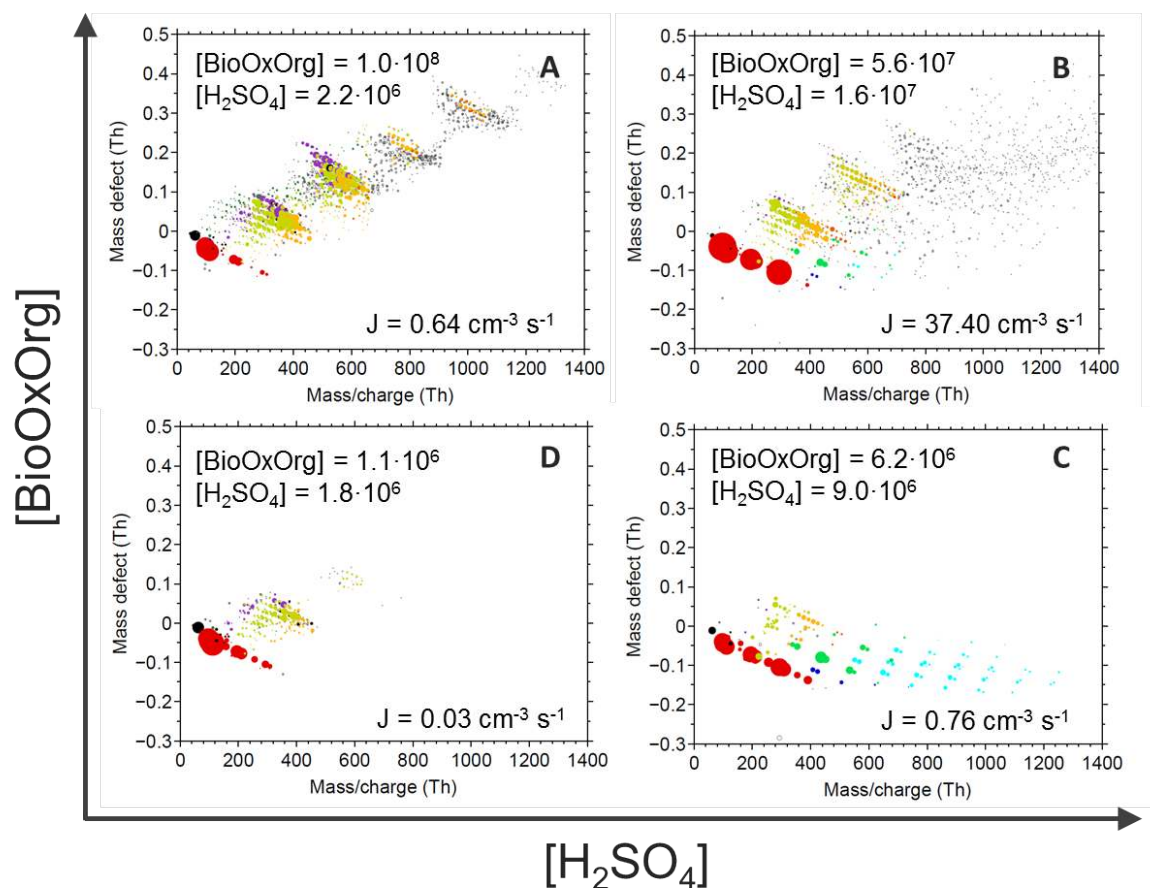 [BioOxOrg]
[BioOxOrg] = 1.0·10⁸
[H₂SO₄] = 2.2·10⁶
A
J = 0.64 cm⁻³ s⁻¹
Mass defect (Th)
0.5
0.4
0.3
0.2
0.1
0
−0.1
−0.2
−0.3
0 200 400 600 800 1000 1200 1400
Mass/charge (Th)
[BioOxOrg] = 5.6·10⁷
[H₂SO₄] = 1.6·10⁷
B
J = 37.40 cm⁻³ s⁻¹
Mass defect (Th)
0.5
0.4
0.3
0.2
0.1
0
−0.1
−0.2
−0.3
0 200 400 600 800 1000 1200 1400
Mass/charge (Th)
[BioOxOrg] = 1.1·10⁶
[H₂SO₄] = 1.8·10⁶
D
J = 0.03 cm⁻³ s⁻¹
Mass defect (Th)
0.5
0.4
0.3
0.2
0.1
0
−0.1
−0.2
−0.3
0 200 400 600 800 1000 1200 1400
Mass/charge (Th)
[BioOxOrg] = 6.2·10⁶
[H₂SO₄] = 9.0·10⁶
C
J = 0.76 cm⁻³ s⁻¹
Mass defect (Th)
0.5
0.4
0.3
0.2
0.1
0
−0.1
−0.2
−0.3
0 200 400 600 800 1000 1200 1400
Mass/charge (Th)
[H₂SO₄]